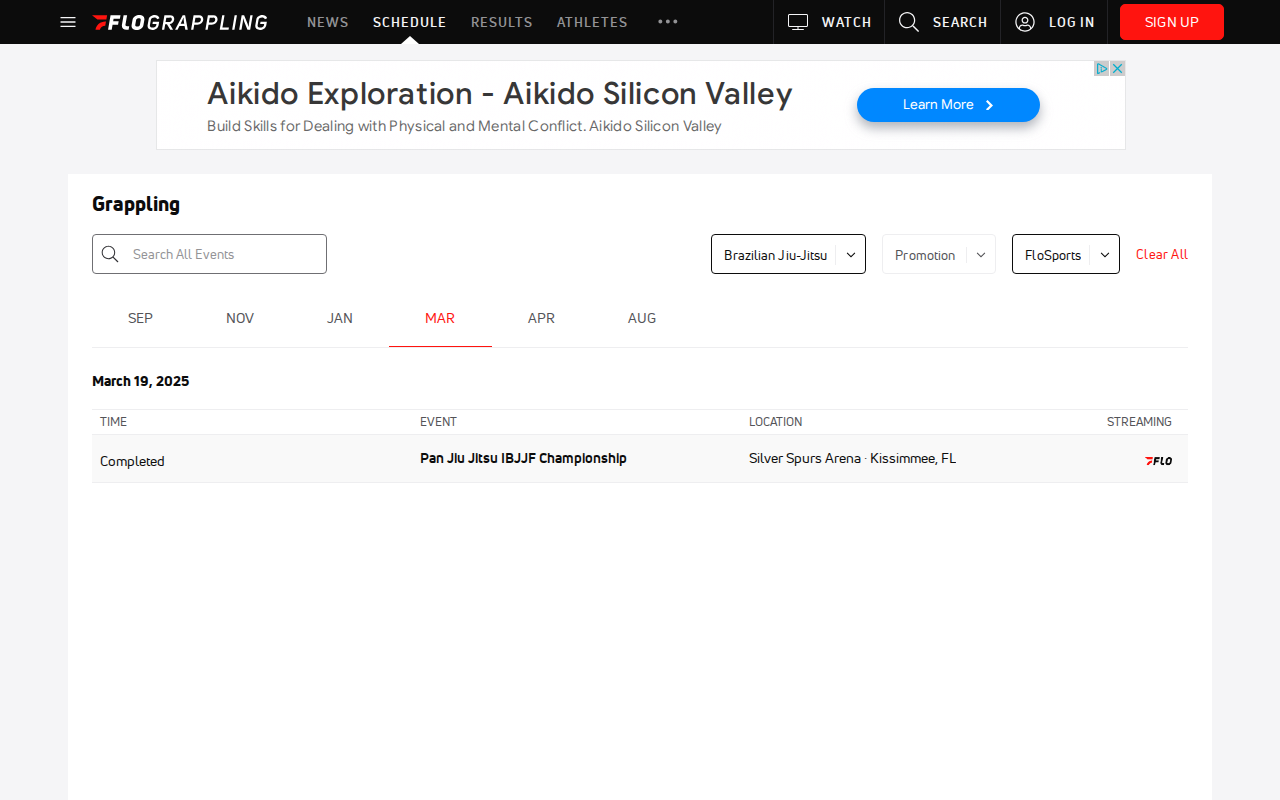 FLOGRAPPLING NEWS SCHEDULE RESULTS ATHLETES WATCH SEARCH LOG IN SIGN UP
Aikido Exploration - Aikido Silicon Valley
Build Skills for Dealing with Physical and Mental Conflict. Aikido Silicon Valley
Learn More
Grappling
Search All Events
Brazilian Jiu-Jitsu
Promotion
FloSports
Clear All
SEP NOV JAN MAR APR AUG
March 19, 2025
TIME EVENT LOCATION STREAMING
Completed Pan Jiu Jitsu IBJJF Championship Silver Spurs Arena · Kissimmee, FL FLO